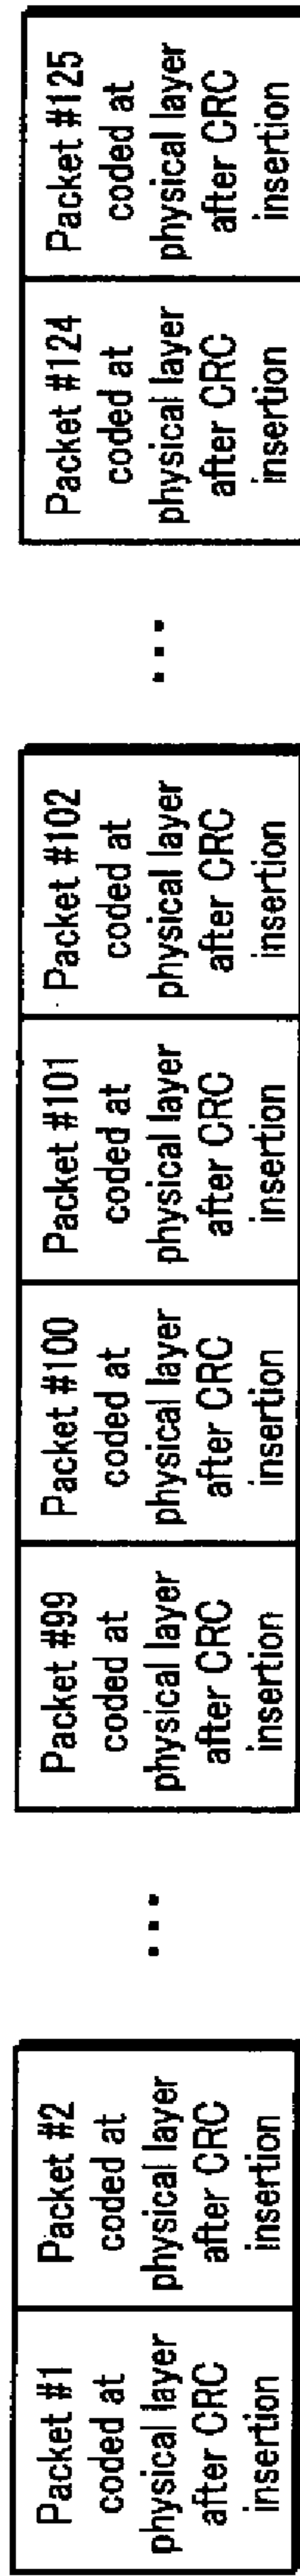 Packet #1
coded at
physical layer
after CRC
insertion
Packet #2
coded at
physical layer
after CRC
insertion
...
Packet #99
coded at
physical layer
after CRC
insertion
Packet #100
coded at
physical layer
after CRC
insertion
Packet #101
coded at
physical layer
after CRC
insertion
Packet #102
coded at
physical layer
after CRC
insertion
...
Packet #124
coded at
physical layer
after CRC
insertion
Packet #125
coded at
physical layer
after CRC
insertion